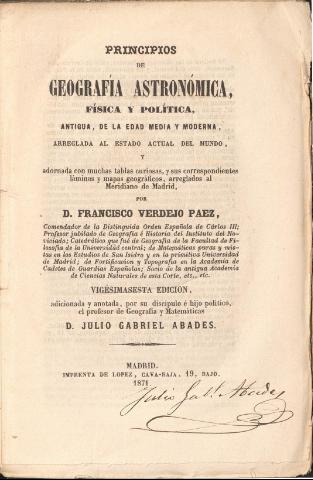 PRINCIPIOS
DE
GEOGRAFÍA ASTRONÓMICA,
FÍSICA Y POLÍTICA,
ANTIGUA, DE LA EDAD MEDIA Y MODERNA,
ARREGLADA AL ESTADO ACTUAL DEL MUNDO,
Y
adornada con muchas tablas curiosas, y sus correspondientes
láminas y mapas geográficos, arreglados al
Meridiano de Madrid,
POR
D. FRANCISCO VERDEJO PAEZ,
Comendador de la Distinguida Orden Española de Cárlos III;
Profesor jubilado de Geografía é Historia del Instituto del No-
viciado; Catedrático que fué de Geografía de la Facultad de Fi-
losofía de la Universidad central; de Matemáticas puras y mis-
tas en los Estudios de San Isidro y en la primitiva Universidad
de Madrid; de Fortificacion y Topografía en la Academia de
Cadetes de Guardias Españolas; Socio de la antigua Academia
de Ciencias Naturales de esta Corte, etc., etc.
VIGÉSIMASESTA EDICION,
adicionada y anotada, por su discípulo é hijo político,
el profesor de Geografía y Matemáticas
D. JULIO GABRIEL ABADES.
MADRID.
IMPRENTA DE LOPEZ, CAVA-BAJA, 19, BAJO.
1871.
Julio Gabl. Abades